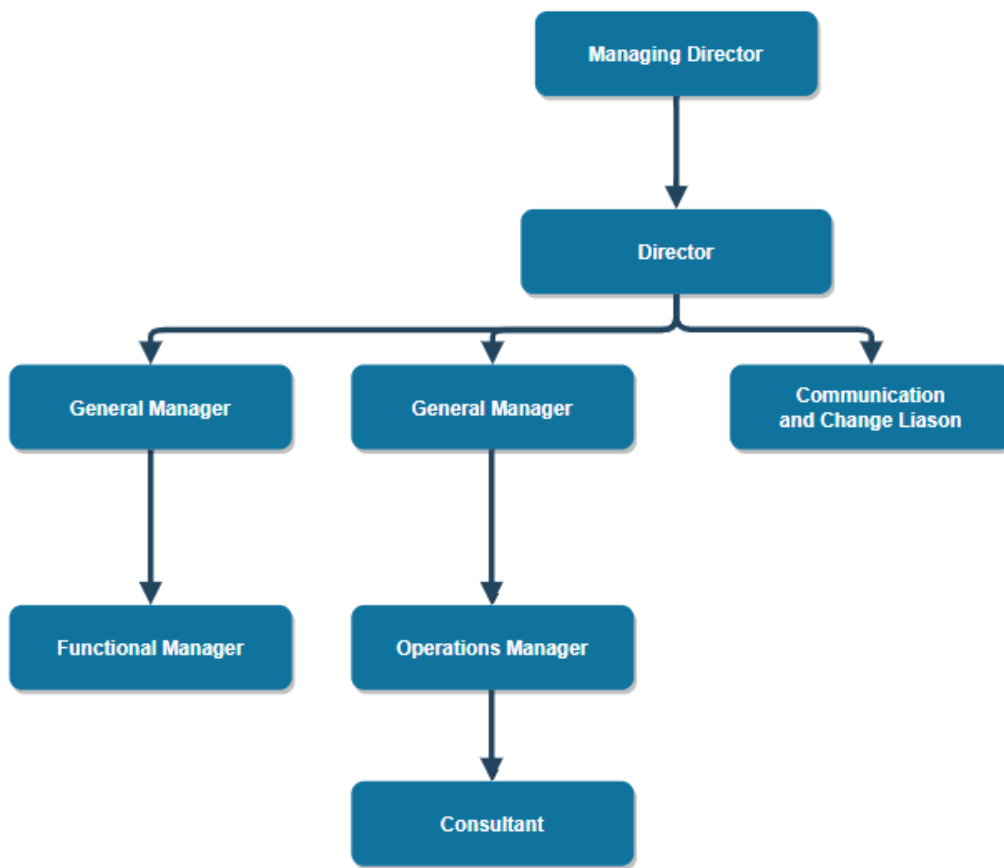 Managing Director
Director
General Manager
General Manager
Communication
and Change Liason
Functional Manager
Operations Manager
Consultant